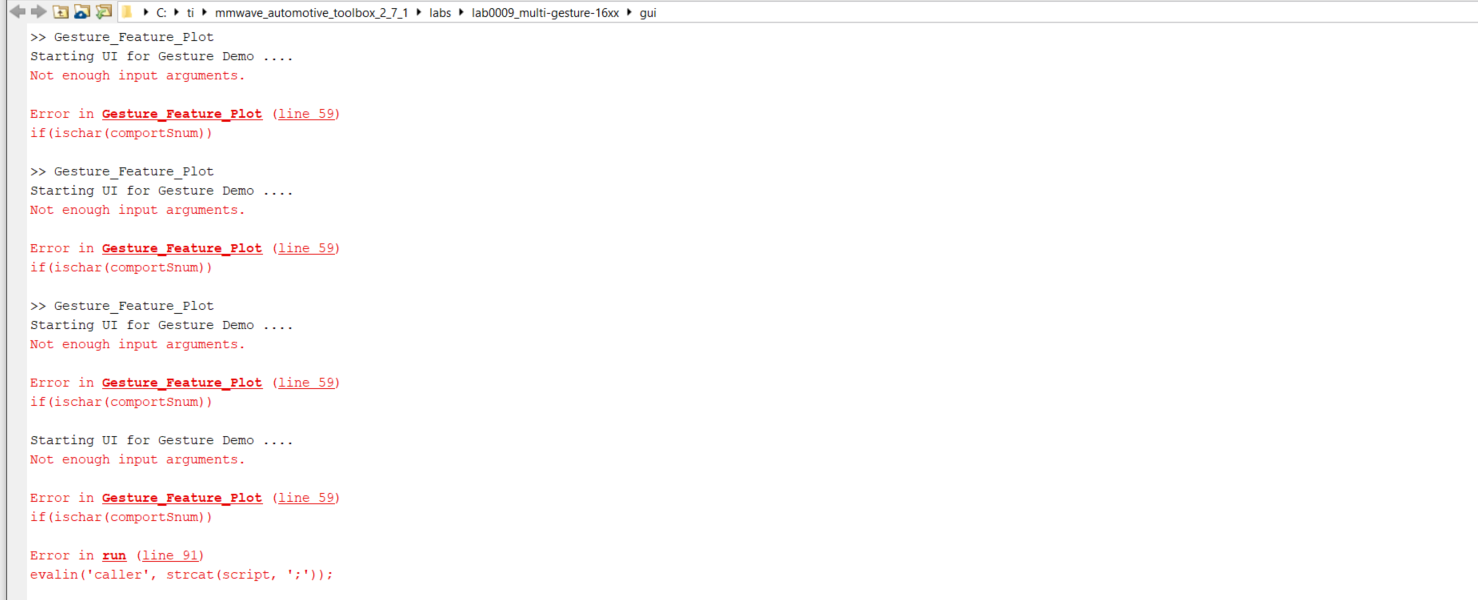 C: ti mmwave_automotive_toolbox_2_7_1 labs lab0009_multi-gesture-16xx gui
>> Gesture_Feature_Plot
Starting UI for Gesture Demo ....
Not enough input arguments.
Error in Gesture_Feature_Plot (line 59)
if(ischar(comportSnum))
>> Gesture_Feature_Plot
Starting UI for Gesture Demo ....
Not enough input arguments.
Error in Gesture_Feature_Plot (line 59)
if(ischar(comportSnum))
>> Gesture_Feature_Plot
Starting UI for Gesture Demo ....
Not enough input arguments.
Error in Gesture_Feature_Plot (line 59)
if(ischar(comportSnum))
Starting UI for Gesture Demo ....
Not enough input arguments.
Error in Gesture_Feature_Plot (line 59)
if(ischar(comportSnum))
Error in run (line 91)
evalin('caller', strcat(script, ';'));